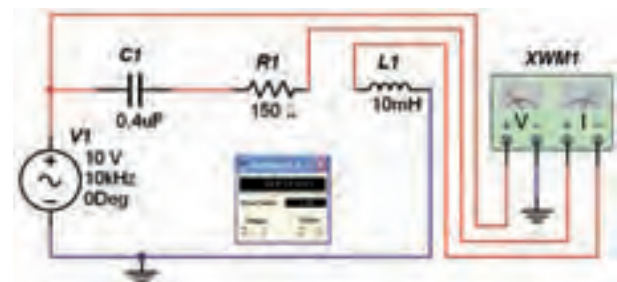 C1
R1
L1
XWM1
0.4uF
150
10mH
V
I
+ - + -
V1
10 V
10kHz
0Deg
+
-